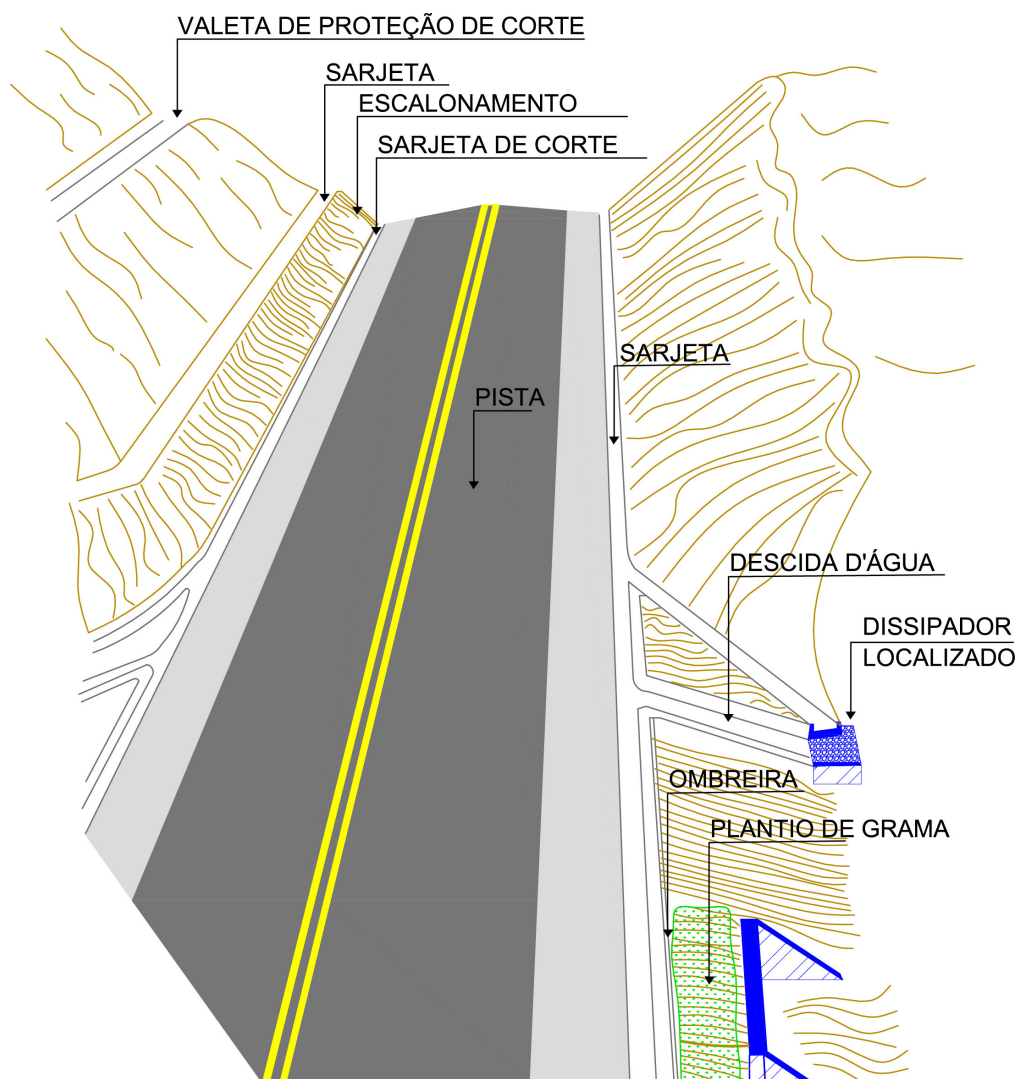 VALETA DE PROTEÇÃO DE CORTE
SARJETA
ESCALONAMENTO
SARJETA DE CORTE
SARJETA
PISTA
DESCIDA D'ÁGUA
DISSIPADOR
LOCALIZADO
OMBREIRA
PLANTIO DE GRAMA